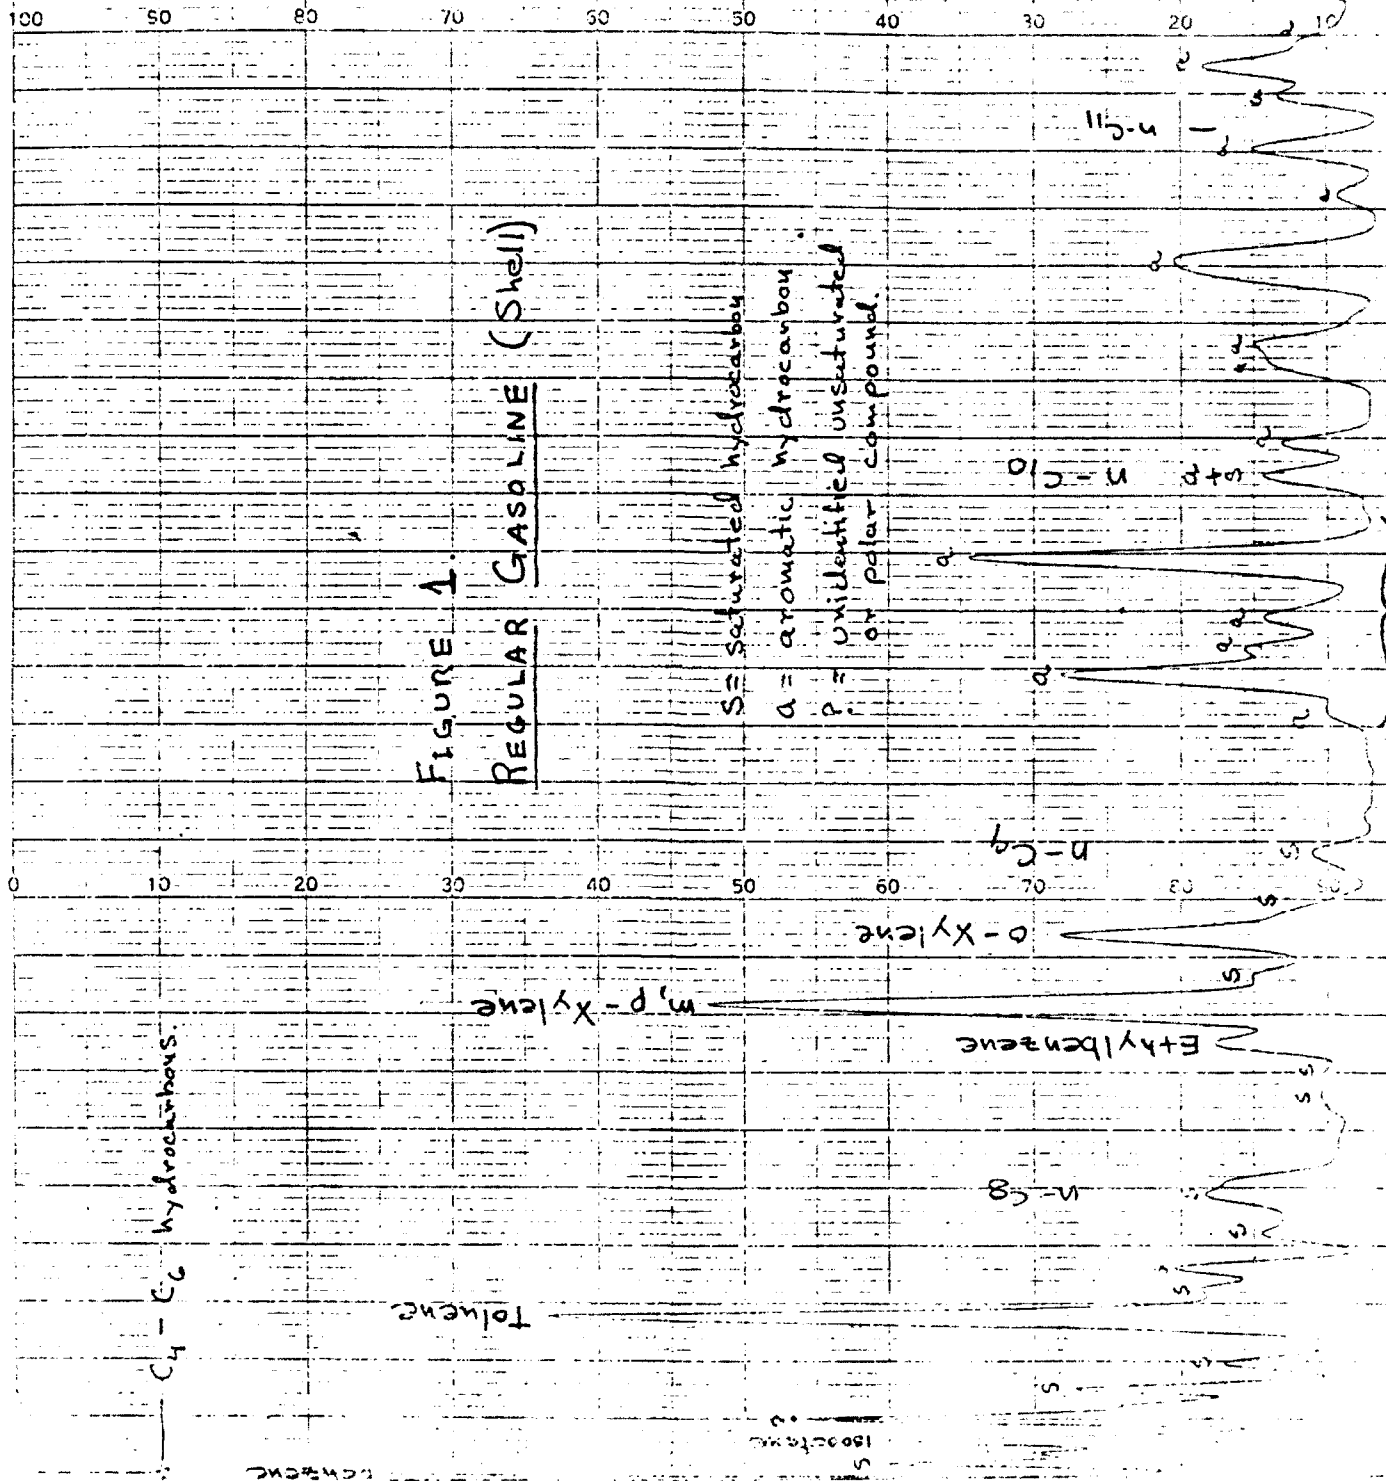 100 90 80 70 60 50 40 30 20 10
FIGURE 1.
REGULAR GASOLINE (Shell)
S = saturated hydrocarbon
a = aromatic hydrocarbon
P = unidentified unsaturated
or polar compound.
n-C11
n-C10
s+a
a
a
a
a
a
n-C9
s
s
0 10 20 30 40 50 60 70 80 90
o-Xylene
s
m,p-Xylene
Ethylbenzene
s
s
n-C8
s
s
s
Toluene
s
s
C4-C6 hydrocarbons.
isooctane
s